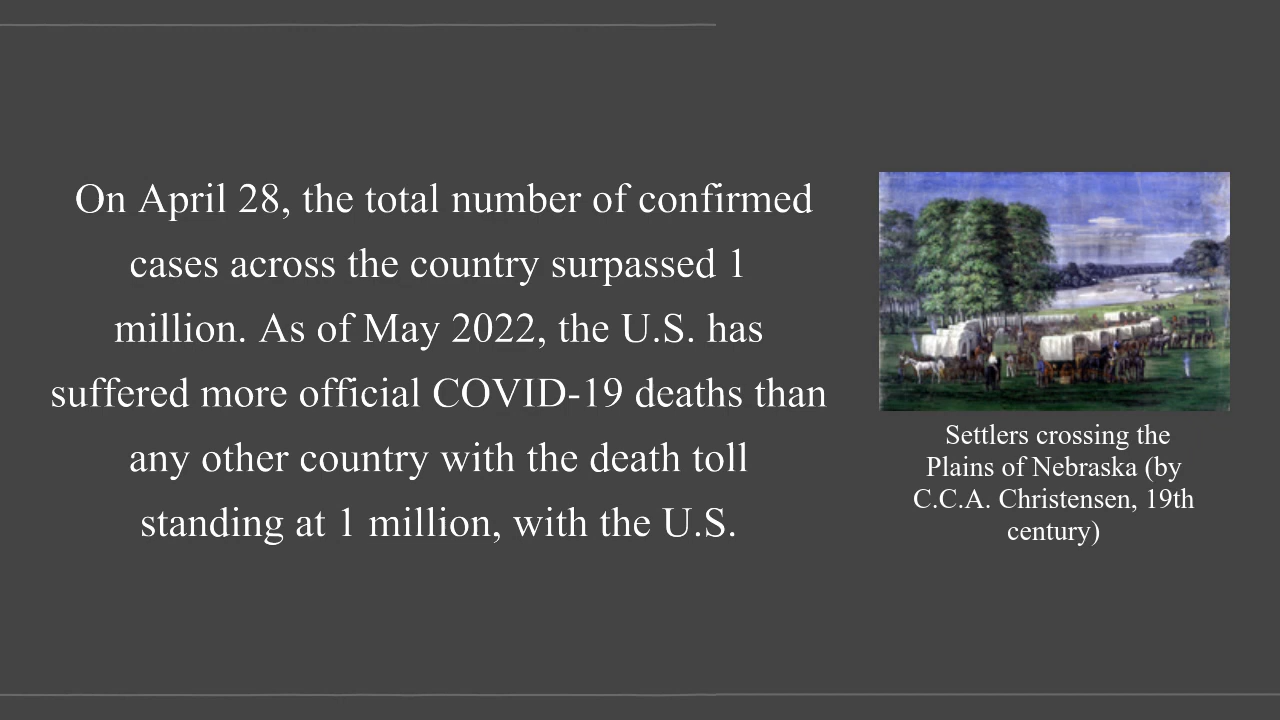 On April 28, the total number of confirmed
cases across the country surpassed 1
million. As of May 2022, the U.S. has
suffered more official COVID-19 deaths than
any other country with the death toll
standing at 1 million, with the U.S.
Settlers crossing the
Plains of Nebraska (by
C.C.A. Christensen, 19th
century)